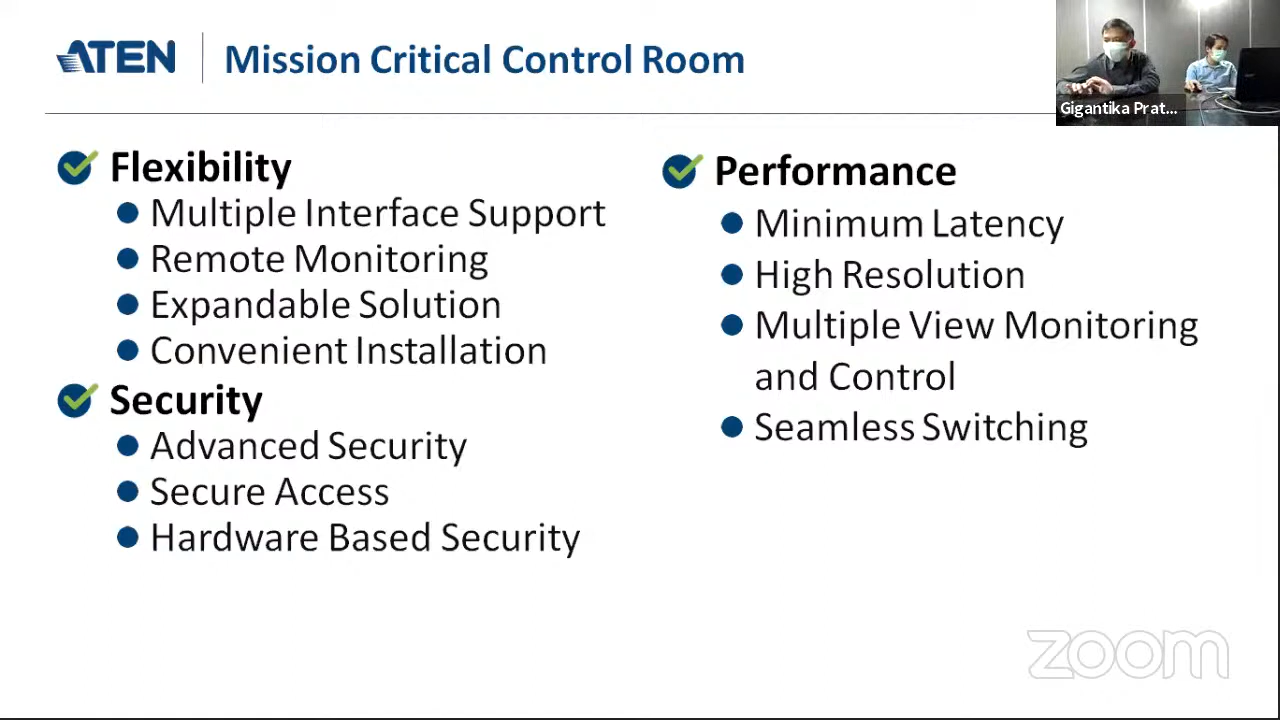 ATEN
Mission Critical Control Room
Gigantika Prat...
Flexibility
Multiple Interface Support
Remote Monitoring
Expandable Solution
Convenient Installation
Security
Advanced Security
Secure Access
Hardware Based Security
Performance
Minimum Latency
High Resolution
Multiple View Monitoring
and Control
Seamless Switching
zoom